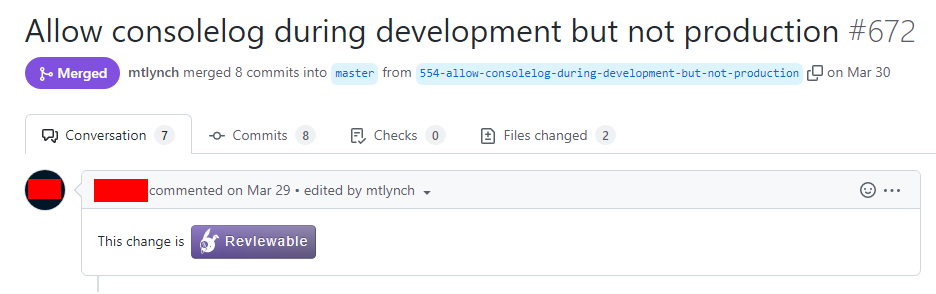 Allow consolelog during development but not production #672
Merged mtlynch merged 8 commits into master from 554-allow-consolelog-during-development-but-not-production on Mar 30
Conversation 7 Commits 8 Checks 0 Files changed 2
commented on Mar 29 • edited by mtlynch
This change is Reviewable